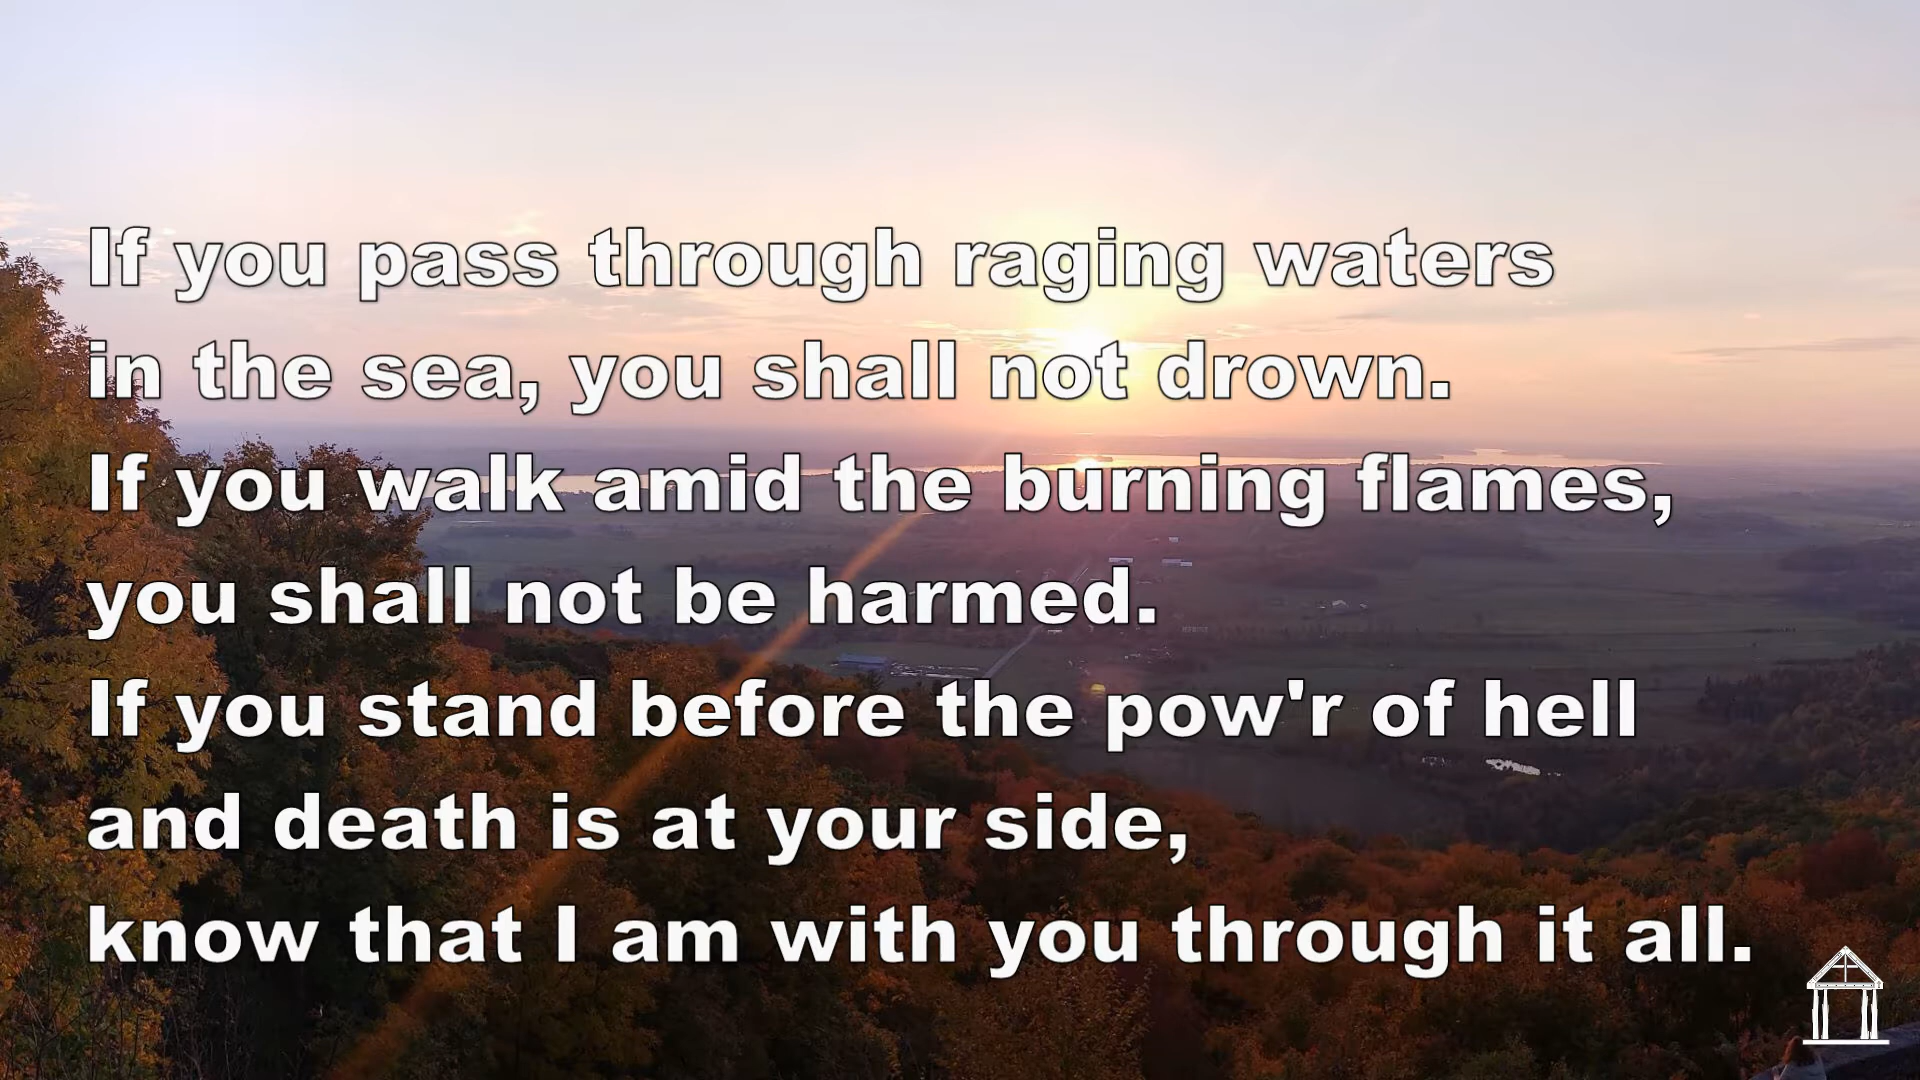 If you pass through raging waters
in the sea, you shall not drown.
If you walk amid the burning flames,
you shall not be harmed.
If you stand before the pow'r of hell
and death is at your side,
know that I am with you through it all.